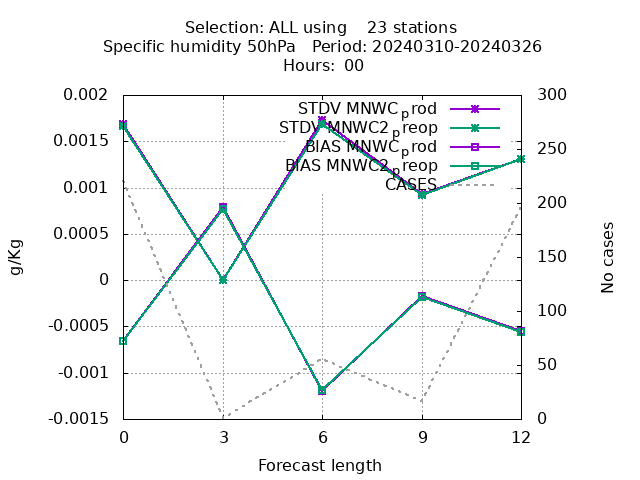 Selection: ALL using    23 stations
Specific humidity 50hPa   Period: 20240310-20240326
Hours:  00
STDV MNWC_prod
STDV MNWC2_preop
BIAS MNWC_prod
BIAS MNWC2_preop
CASES
0.002
0.0015
0.001
0.0005
0
-0.0005
-0.001
-0.0015
g/Kg
300
250
200
150
100
50
0
No cases
0 3 6 9 12
Forecast length